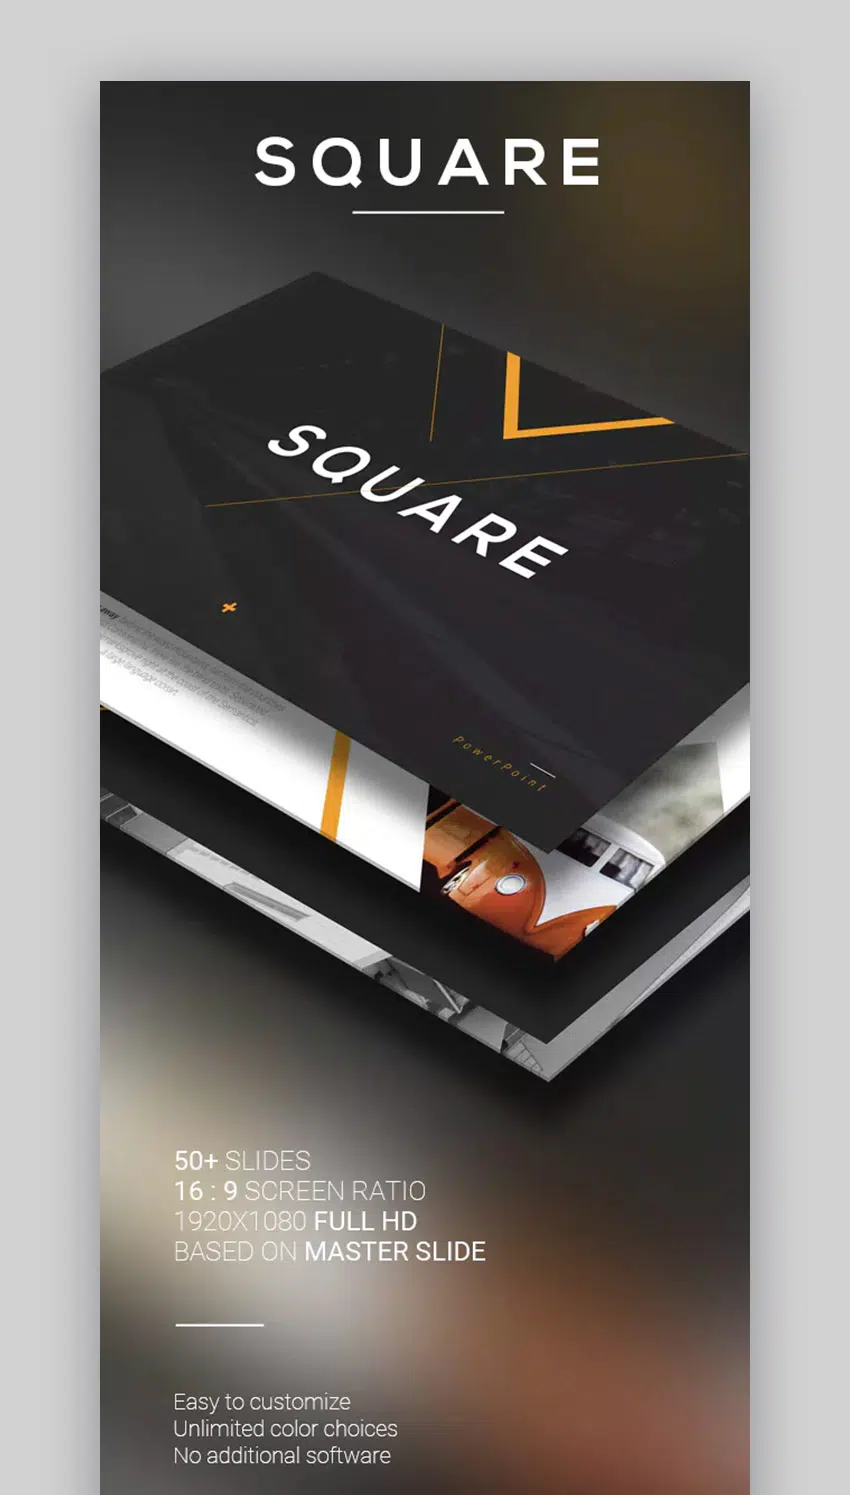 SQUARE
SQUARE
PowerPoint
50+ SLIDES
16 : 9 SCREEN RATIO
1920X1080 FULL HD
BASED ON MASTER SLIDE
Easy to customize
Unlimited color choices
No additional software